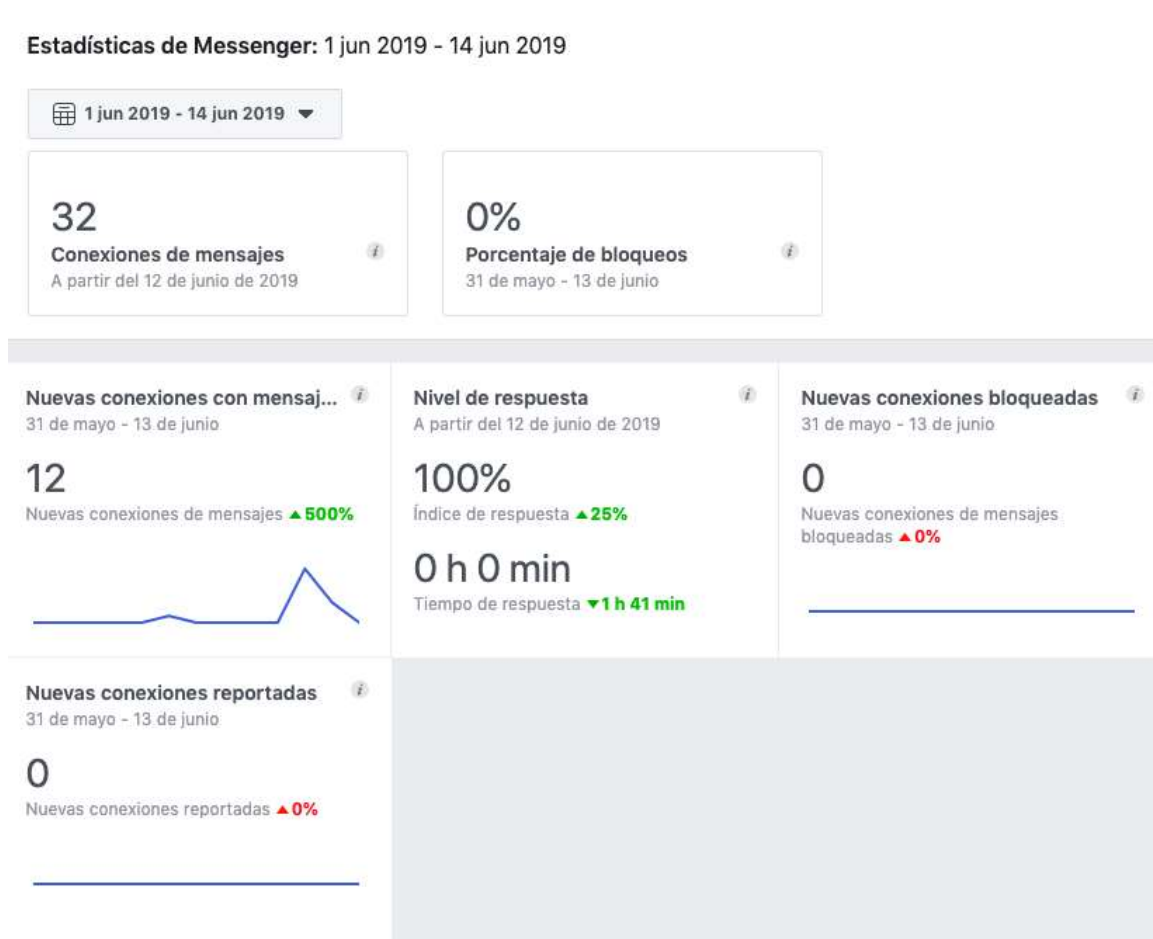 Estadísticas de Messenger: 1 jun 2019 - 14 jun 2019
1 jun 2019 - 14 jun 2019
32
Conexiones de mensajes
A partir del 12 de junio de 2019
0%
Porcentaje de bloqueos
31 de mayo - 13 de junio
Nuevas conexiones con mensaj...
31 de mayo - 13 de junio
12
Nuevas conexiones de mensajes ▲500%
Nivel de respuesta
A partir del 12 de junio de 2019
100%
Índice de respuesta ▲25%
0 h 0 min
Tiempo de respuesta ▼1 h 41 min
Nuevas conexiones bloqueadas
31 de mayo - 13 de junio
0
Nuevas conexiones de mensajes
bloqueadas ▲0%
Nuevas conexiones reportadas
31 de mayo - 13 de junio
0
Nuevas conexiones reportadas ▲0%